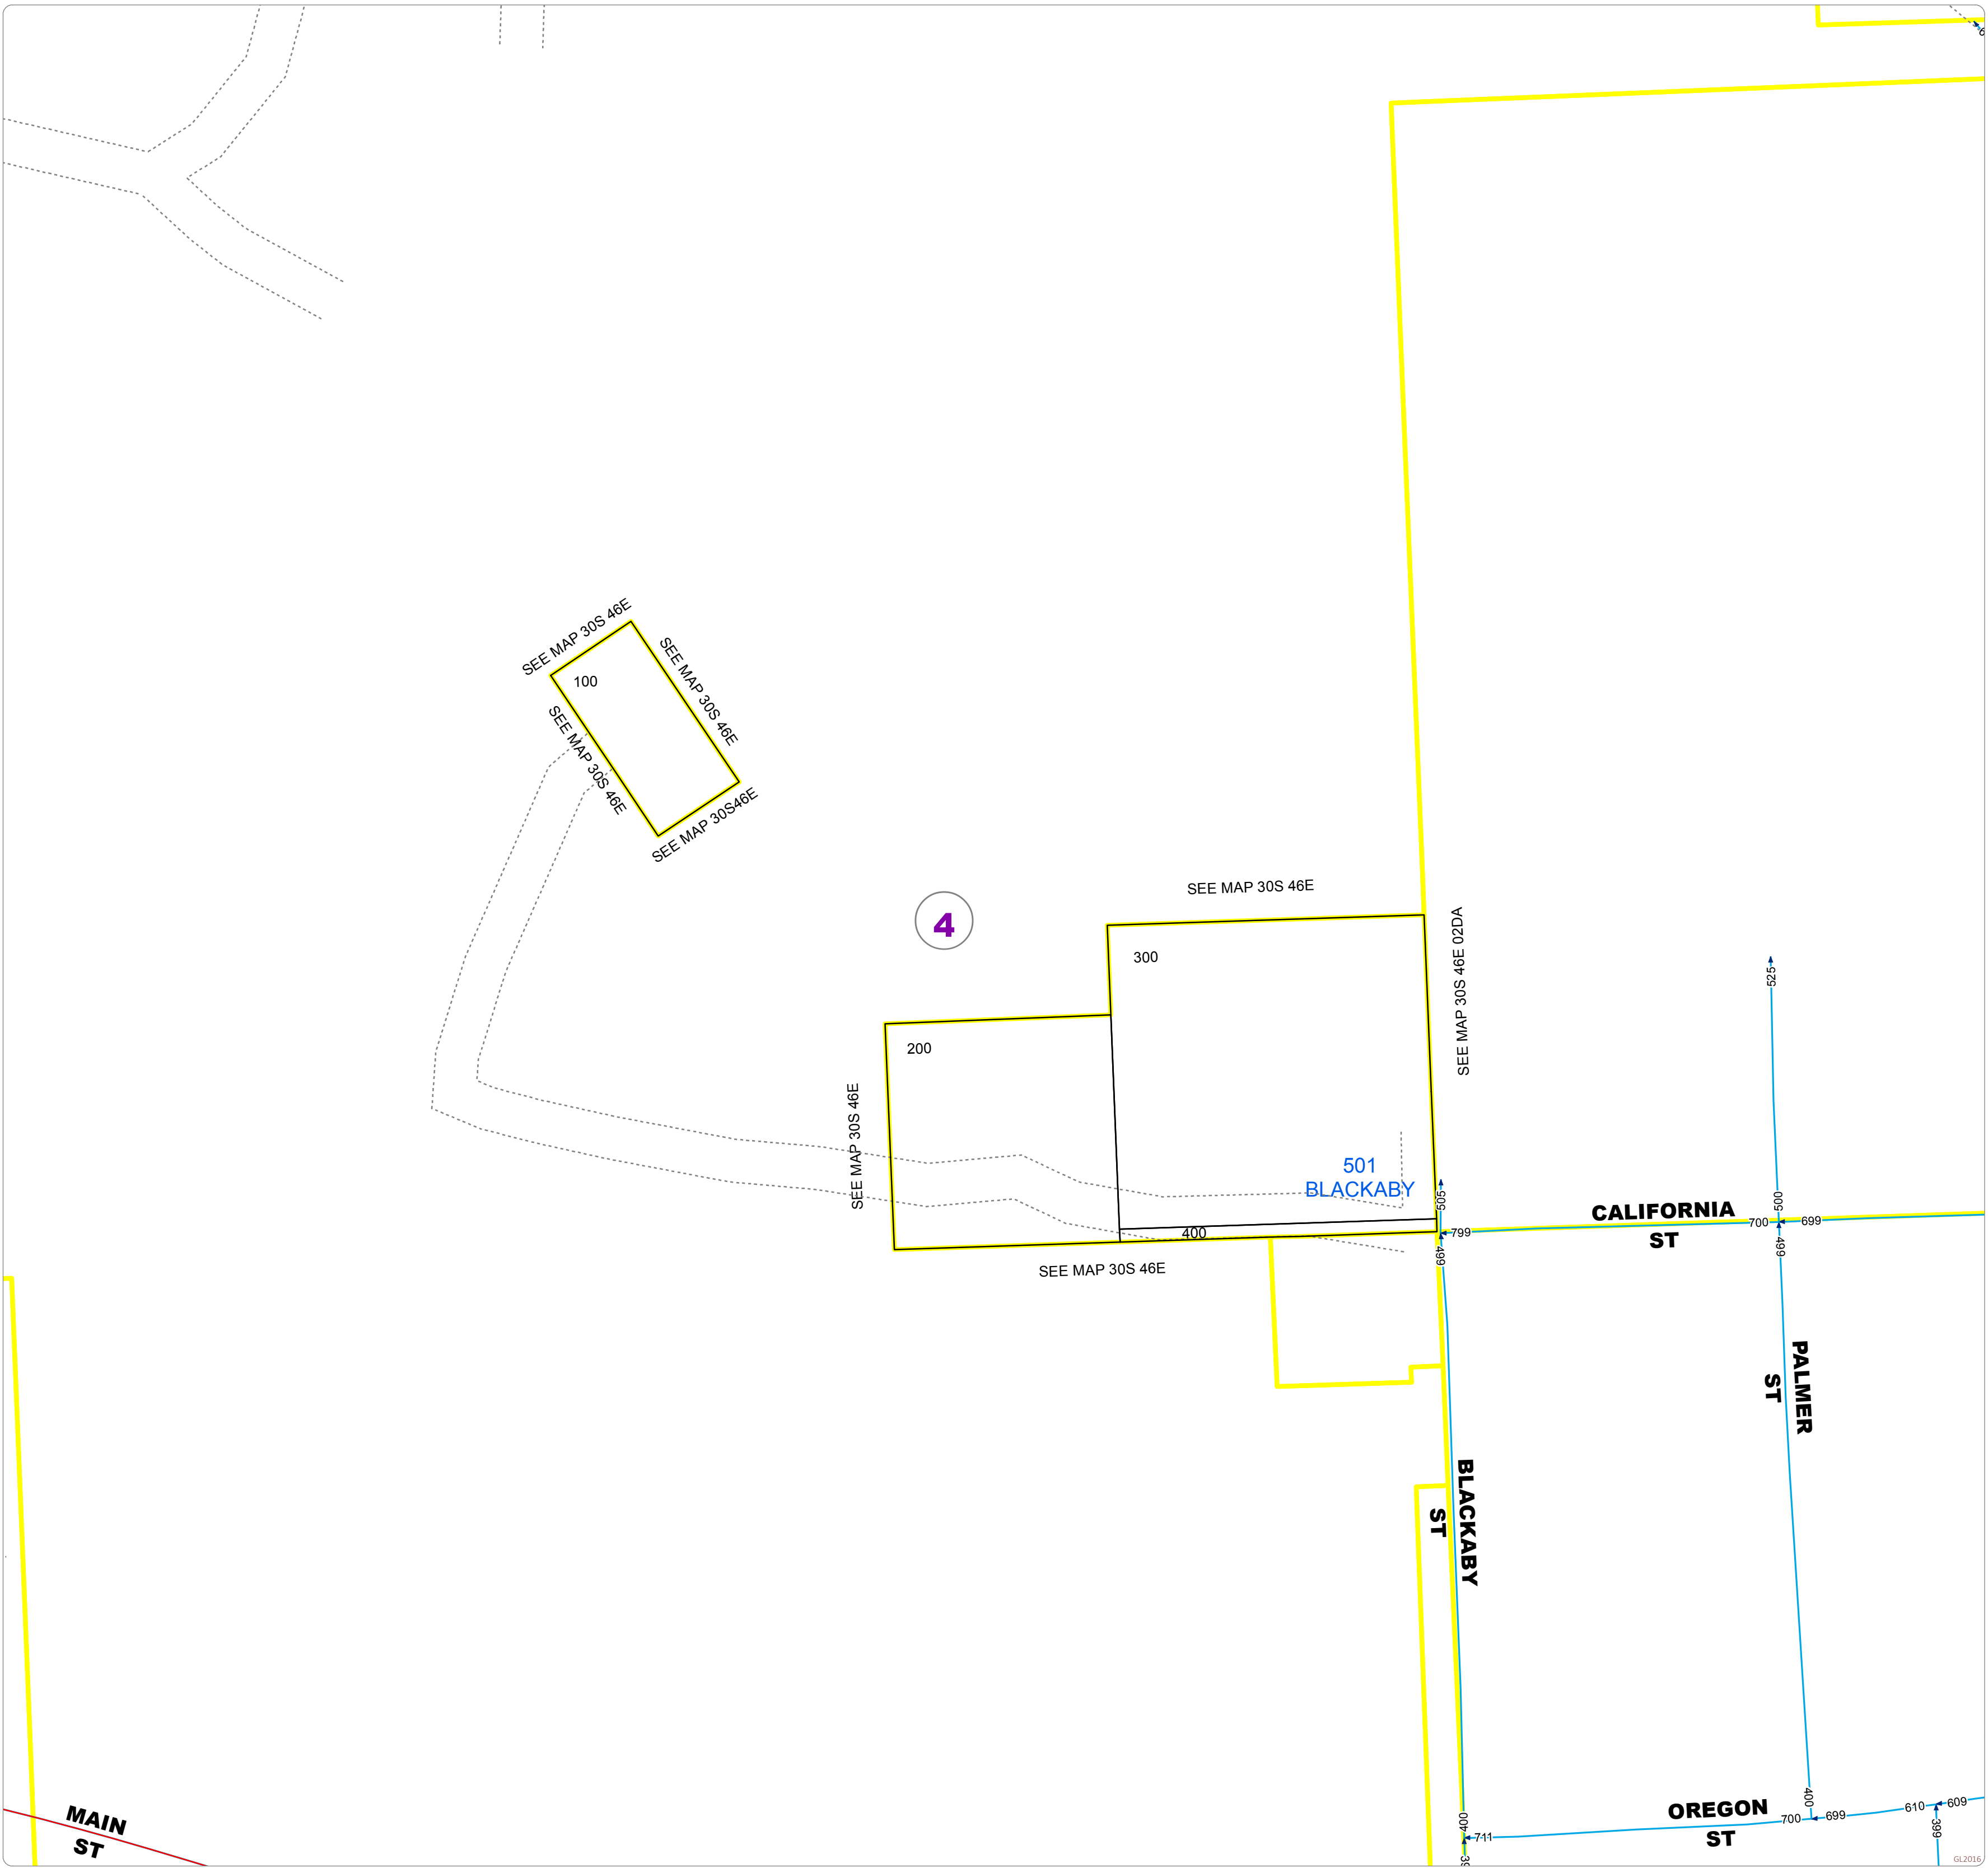 SEE MAP 30S 46E
SEE MAP 30S 46E
100
SEE MAP 30S 46E
SEE MAP 30S46E
4
SEE MAP 30S 46E
300
SEE MAP 30S 46E 02DA
525
200
SEE MAP 30S 46E
501
BLACKABY
505
500
CALIFORNIA
ST
700
699
400
799
499
499
SEE MAP 30S 46E
PALMER
ST
BLACKABY
ST
MAIN
ST
OREGON
ST
400
400
700
699
610
609
711
399
GL2016